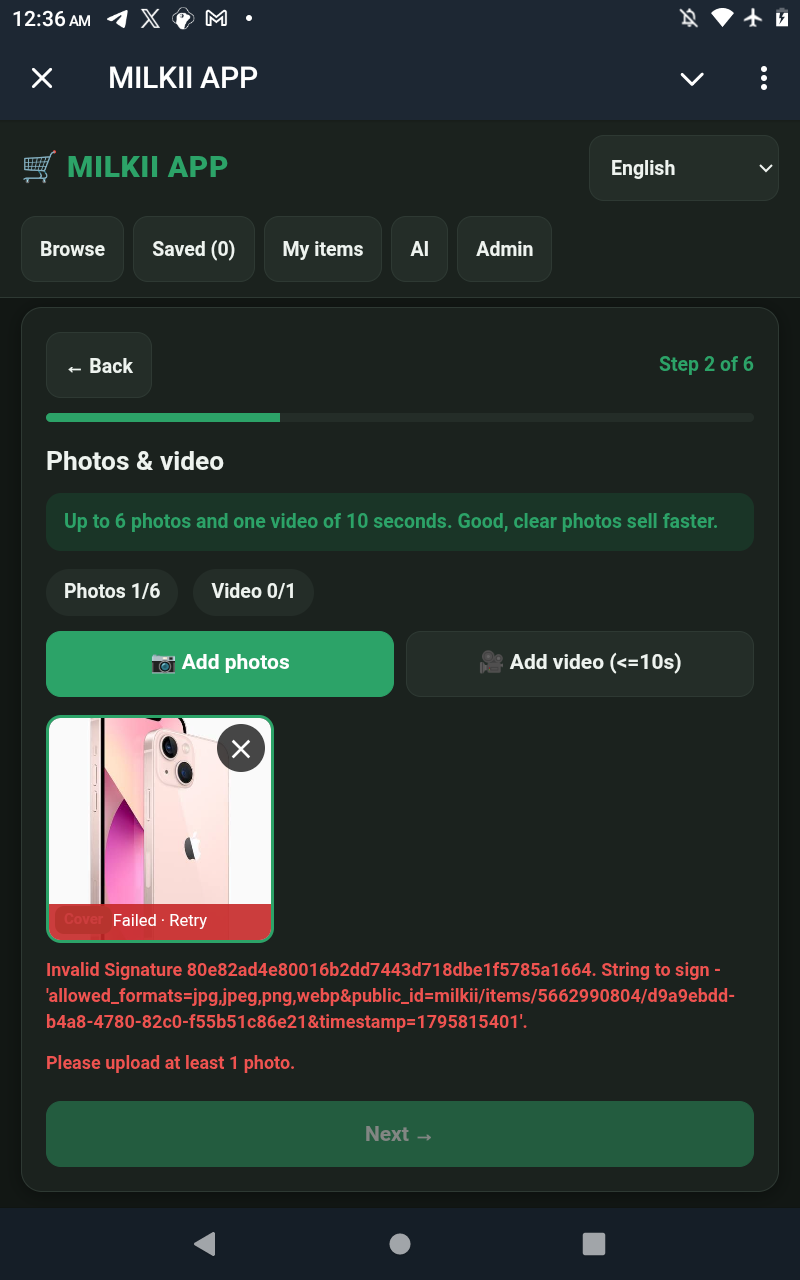 12:36 AM
MILKII APP
MILKII APP
English
Browse
Saved (0)
My items
AI
Admin
← Back
Step 2 of 6
Photos & video
Up to 6 photos and one video of 10 seconds. Good, clear photos sell faster.
Photos 1/6
Video 0/1
Add photos
Add video (<=10s)
Cover
Failed · Retry
Invalid Signature 80e82ad4e80016b2dd7443d718dbe1f5785a1664. String to sign -
'allowed_formats=jpg,jpeg,png,webp&public_id=milkii/items/5662990804/d9a9ebdd-
b4a8-4780-82c0-f55b51c86e21&timestamp=1795815401'.
Please upload at least 1 photo.
Next →